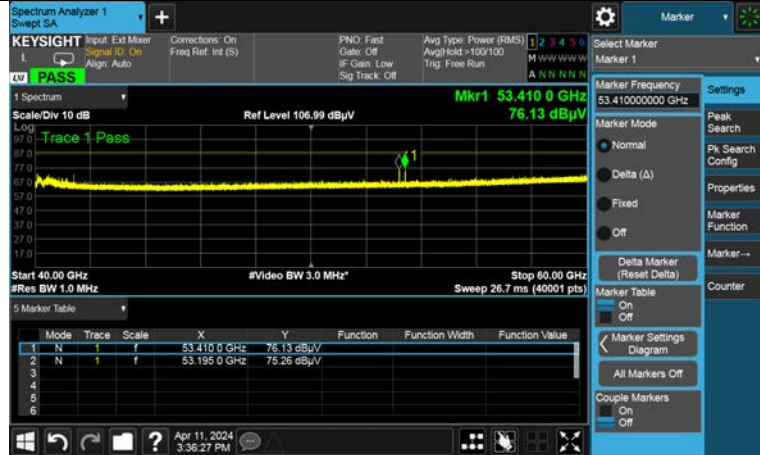 Spectrum Analyzer 1
Swept SA
+
Marker
KEYSIGHT
L
LXI
PASS
Input: Ext Mixer
Signal ID: On
Align: Auto
Corrections: On
Freq Ref: Int (S)
PNO: Fast
Gate: Off
IF Gain: Low
Sig Track: Off
Avg Type: Power (RMS)
Avg|Hold:>100/100
Trig: Free Run
1 2 3 4 5 6
M W W W W W
A N N N N N
Select Marker
Marker 1
1 Spectrum
Scale/Div 10 dB
Ref Level 106.99 dBµV
Mkr1 53.410 0 GHz
76.13 dBµV
Log
Trace 1 Pass
97.0
87.0
77.0
67.0
57.0
47.0
37.0
27.0
17.0
1
Start 40.00 GHz
#Video BW 3.0 MHz*
Stop 60.00 GHz
#Res BW 1.0 MHz
Sweep 26.7 ms (40001 pts)
5 Marker Table
Mode Trace Scale X Y Function Function Width Function Value
1 N 1 f 53.410 0 GHz 76.13 dBµV
2 N 1 f 53.195 0 GHz 75.26 dBµV
3
4
5
6
Marker Frequency
53.410000000 GHz
Marker Mode
Normal
Delta (Δ)
Fixed
Off
Delta Marker
(Reset Delta)
Marker Table
On
Off
Marker Settings
Diagram
All Markers Off
Couple Markers
On
Off
Settings
Peak
Search
Pk Search
Config
Properties
Marker
Function
Marker→
Counter
?
Apr 11, 2024
3:36:27 PM